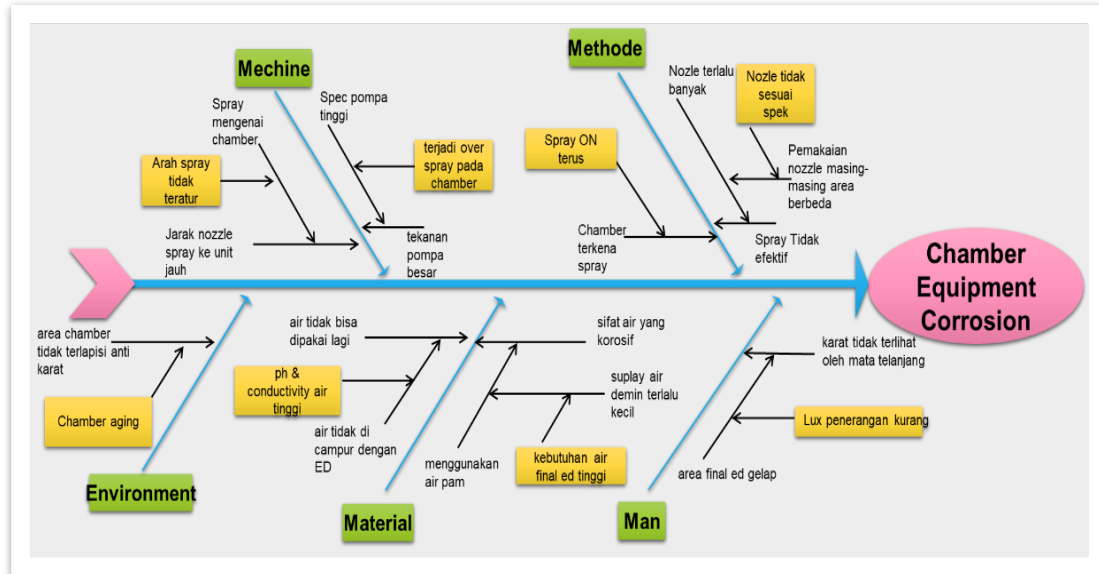 Mechine
Methode
Spray
mengenai
chamber
Spec pompa
tinggi
Nozle terlalu
banyak
Nozle tidak
sesuai
spek
Arah spray
tidak
teratur
terjadi over
spray pada
chamber
Spray ON
terus
Pemakaian
nozzle masing-
masing area
berbeda
Jarak nozzle
spray ke unit
jauh
tekanan
pompa
besar
Chamber
terkena
spray
Spray Tidak
efektif
Chamber
Equipment
Corrosion
area chamber
tidak terlapisi anti
karat
air tidak bisa
dipakai lagi
sifat air yang
korosif
karat tidak terlihat
oleh mata telanjang
ph &
conductivity air
tinggi
suplay air
demin terlalu
kecil
Chamber aging
Lux penerangan kurang
air tidak di
campur dengan
ED
menggunakan
air pam
kebutuhan air
final ed tinggi
area final ed gelap
Environment
Material
Man